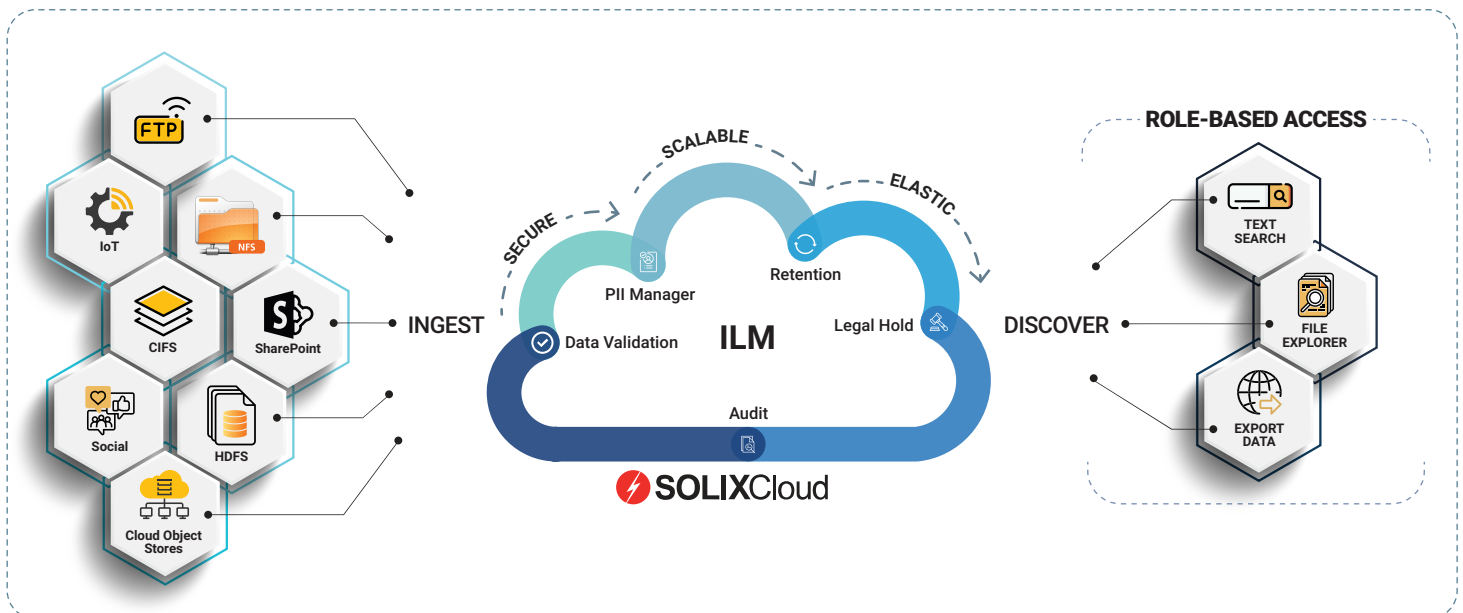 FTP
IoT
NFS
CIFS
SharePoint
Social
HDFS
Cloud Object
Stores
INGEST
SECURE
SCALABLE
ELASTIC
PII Manager
Retention
Data Validation
ILM
Legal Hold
Audit
SOLIXCloud
DISCOVER
ROLE-BASED ACCESS
TEXT
SEARCH
FILE
EXPLORER
EXPORT
DATA